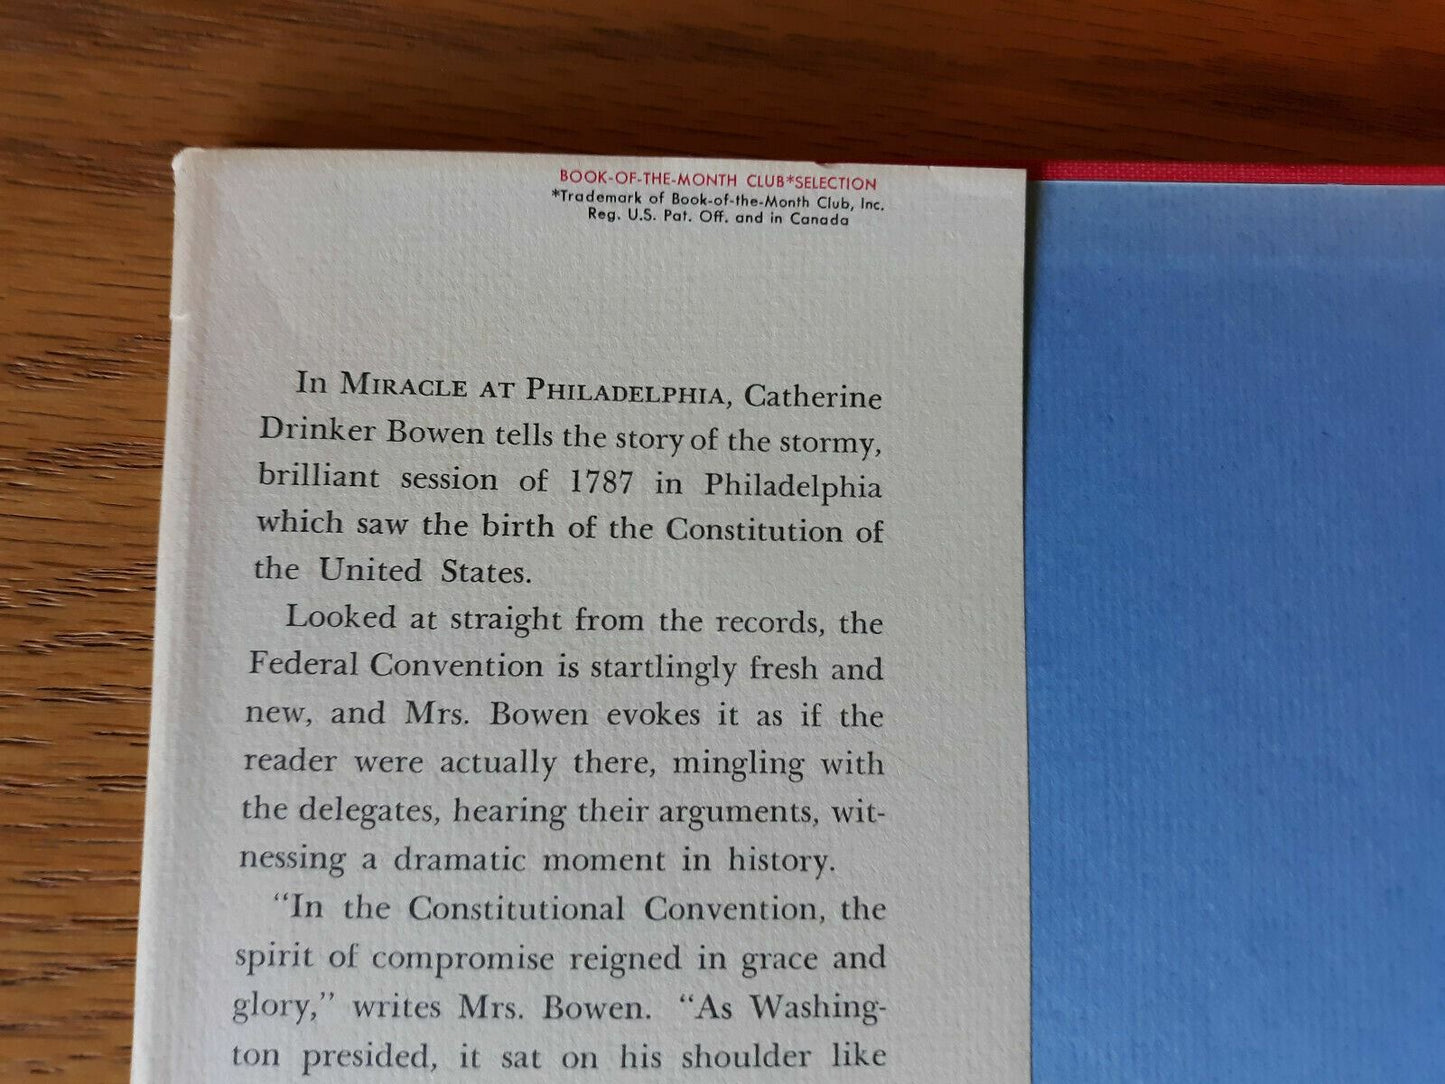 BOOK-OF-THE-MONTH CLUB*SELECTION
*Trademark of Book-of-the-Month Club, Inc.
Reg. U.S. Pat. Off. and in Canada
In MIRACLE AT PHILADELPHIA, Catherine
Drinker Bowen tells the story of the stormy,
brilliant session of 1787 in Philadelphia
which saw the birth of the Constitution of
the United States.
Looked at straight from the records, the
Federal Convention is startlingly fresh and
new, and Mrs. Bowen evokes it as if the
reader were actually there, mingling with
the delegates, hearing their arguments, wit-
nessing a dramatic moment in history.
“In the Constitutional Convention, the
spirit of compromise reigned in grace and
glory,” writes Mrs. Bowen. “As Washing-
ton presided, it sat on his shoulder like